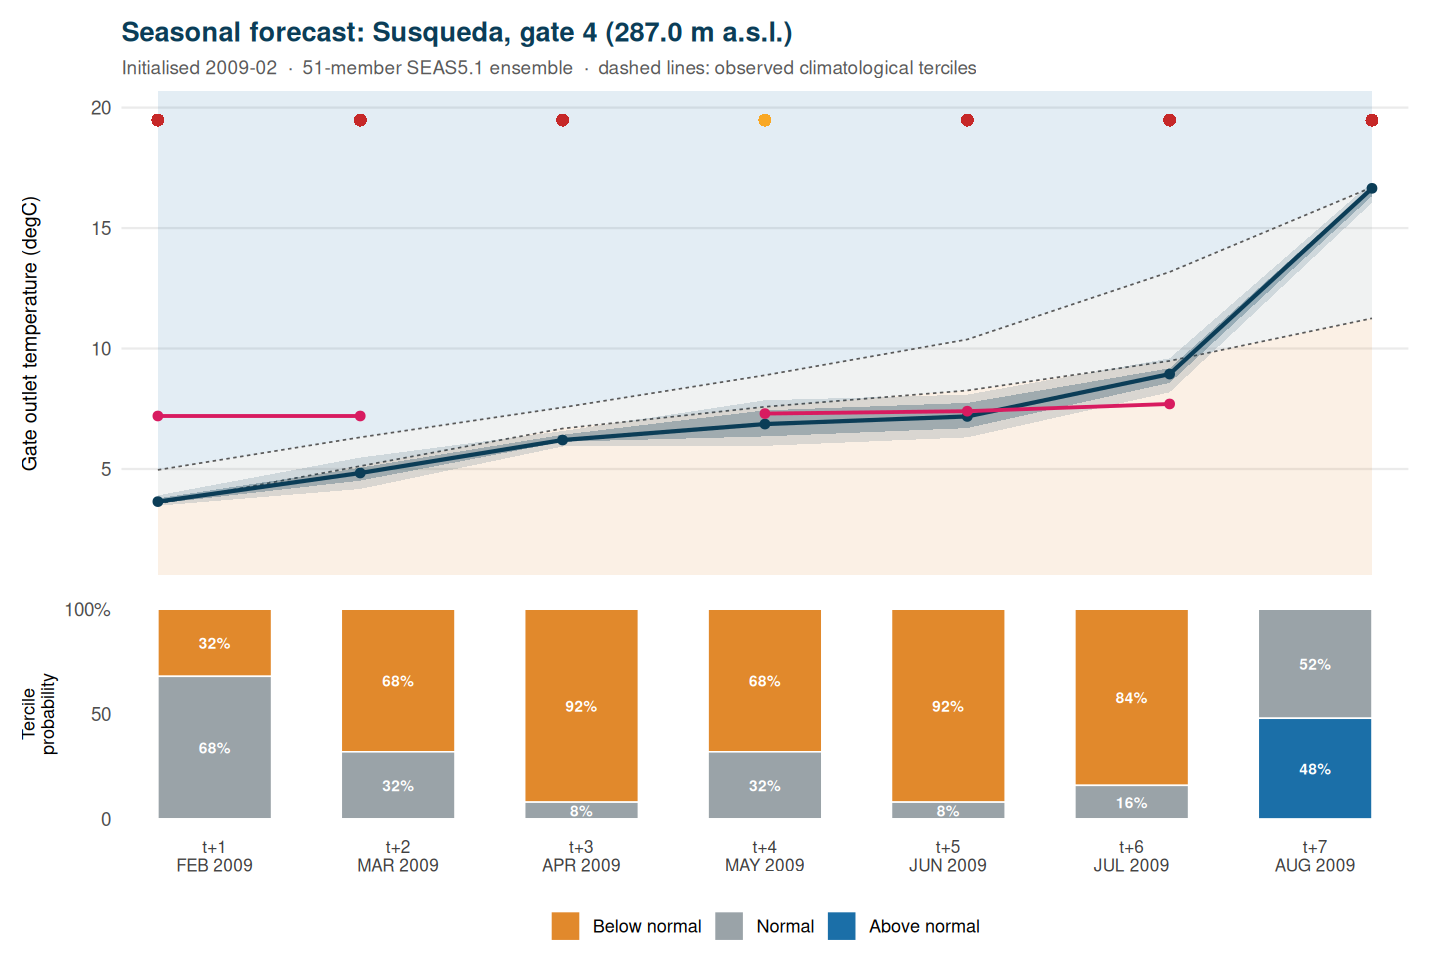 Seasonal forecast: Susqueda, gate 4 (287.0 m a.s.l.)
Initialised 2009-02 · 51-member SEAS5.1 ensemble · dashed lines: observed climatological terciles
Gate outlet temperature (degC)
20
15
10
5
Tercile
probability
100%
50
0
32%
68%
68%
32%
92%
8%
68%
32%
92%
8%
84%
16%
52%
48%
t+1
FEB 2009
t+2
MAR 2009
t+3
APR 2009
t+4
MAY 2009
t+5
JUN 2009
t+6
JUL 2009
t+7
AUG 2009
Below normal
Normal
Above normal